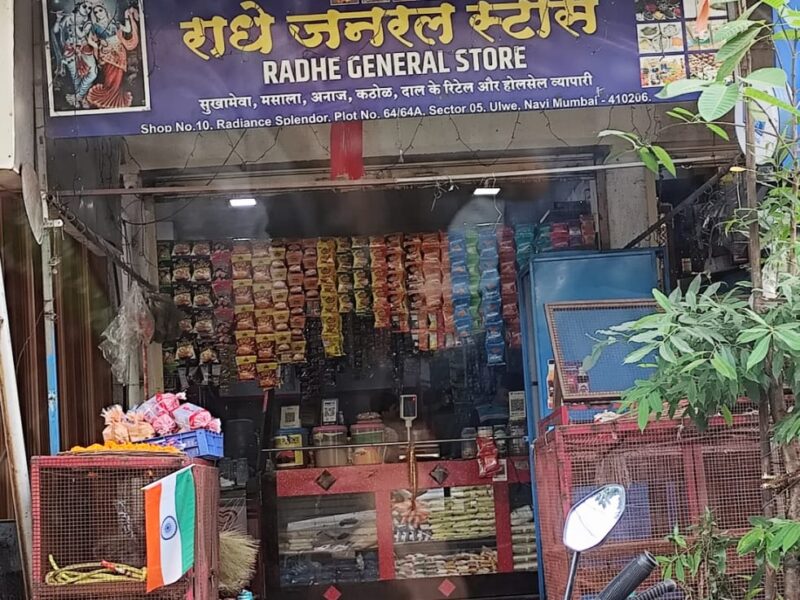 राधे जनरल स्टोर्स
RADHE GENERAL STORE
सुखामेवा, मसाला, अनाज, कठोळ, दाल के रिटेल और होलसेल व्यापारी
Shop No.10, Radiance Splendor, Plot No. 64/64A, Sector 05, Ulwe, Navi Mumbai - 410206.